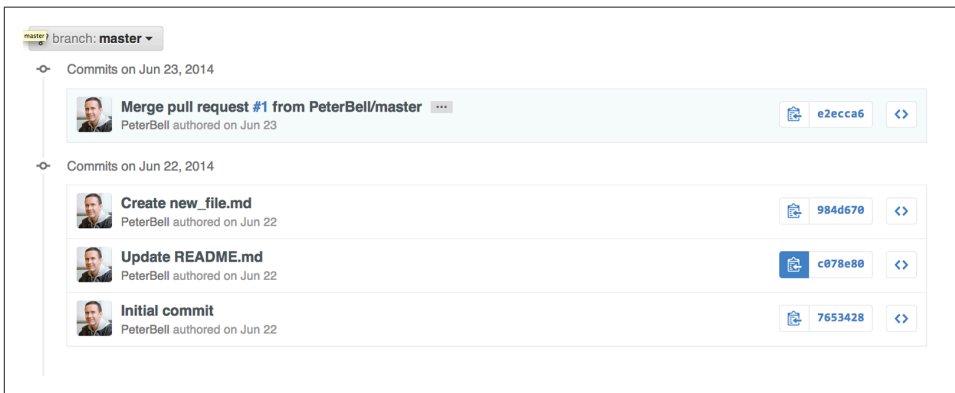 master
branch: master
Commits on Jun 23, 2014
Merge pull request #1 from PeterBell/master ...
PeterBell authored on Jun 23
e2ecca6 <>
Commits on Jun 22, 2014
Create new_file.md
PeterBell authored on Jun 22
984d670 <>
Update README.md
PeterBell authored on Jun 22
c078e80 <>
Initial commit
PeterBell authored on Jun 22
7653428 <>